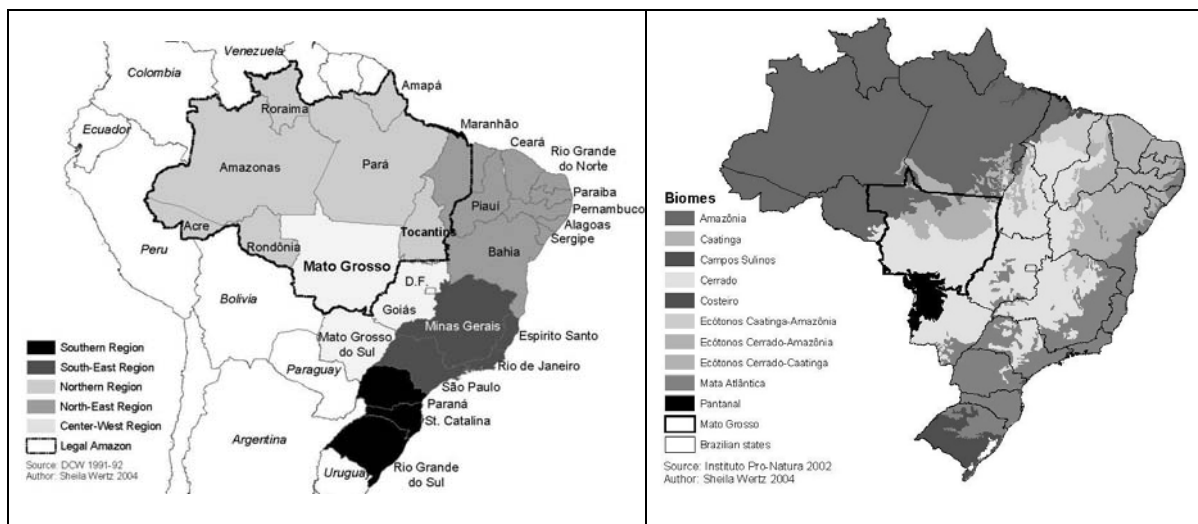 Venezuela
Colombia
Amapá
Roraima
Ecuador
Maranhão
Ceará
Rio Grande
do Norte
Amazonas
Pará
Paraiba
Pernambuco
Piauí
Alagoas
Sergipe
Acre
Rondônia
Tocantins
Bahia
Peru
Mato Grosso
D.F.
Bolivia
Goiás
Minas Gerais
Espirito Santo
Mato Grosso
do Sul
Rio de Janeiro
Paraguay
São Paulo
Paraná
St. Catalina
Argentina
Rio Grande
do Sul
Uruguay
Southern Region
South-East Region
Northern Region
North-East Region
Center-West Region
Legal Amazon
Source: DCW 1991-92
Author: Sheila Wertz 2004
Biomes
Amazônia
Caatinga
Campos Sulinos
Cerrado
Costeiro
Ecótonos Caatinga-Amazônia
Ecótonos Cerrado-Amazônia
Ecótonos Cerrado-Caatinga
Mata Atlântica
Pantanal
Mato Grosso
Brazilian states
Source: Instituto Pro-Natura 2002
Author: Sheila Wertz 2004